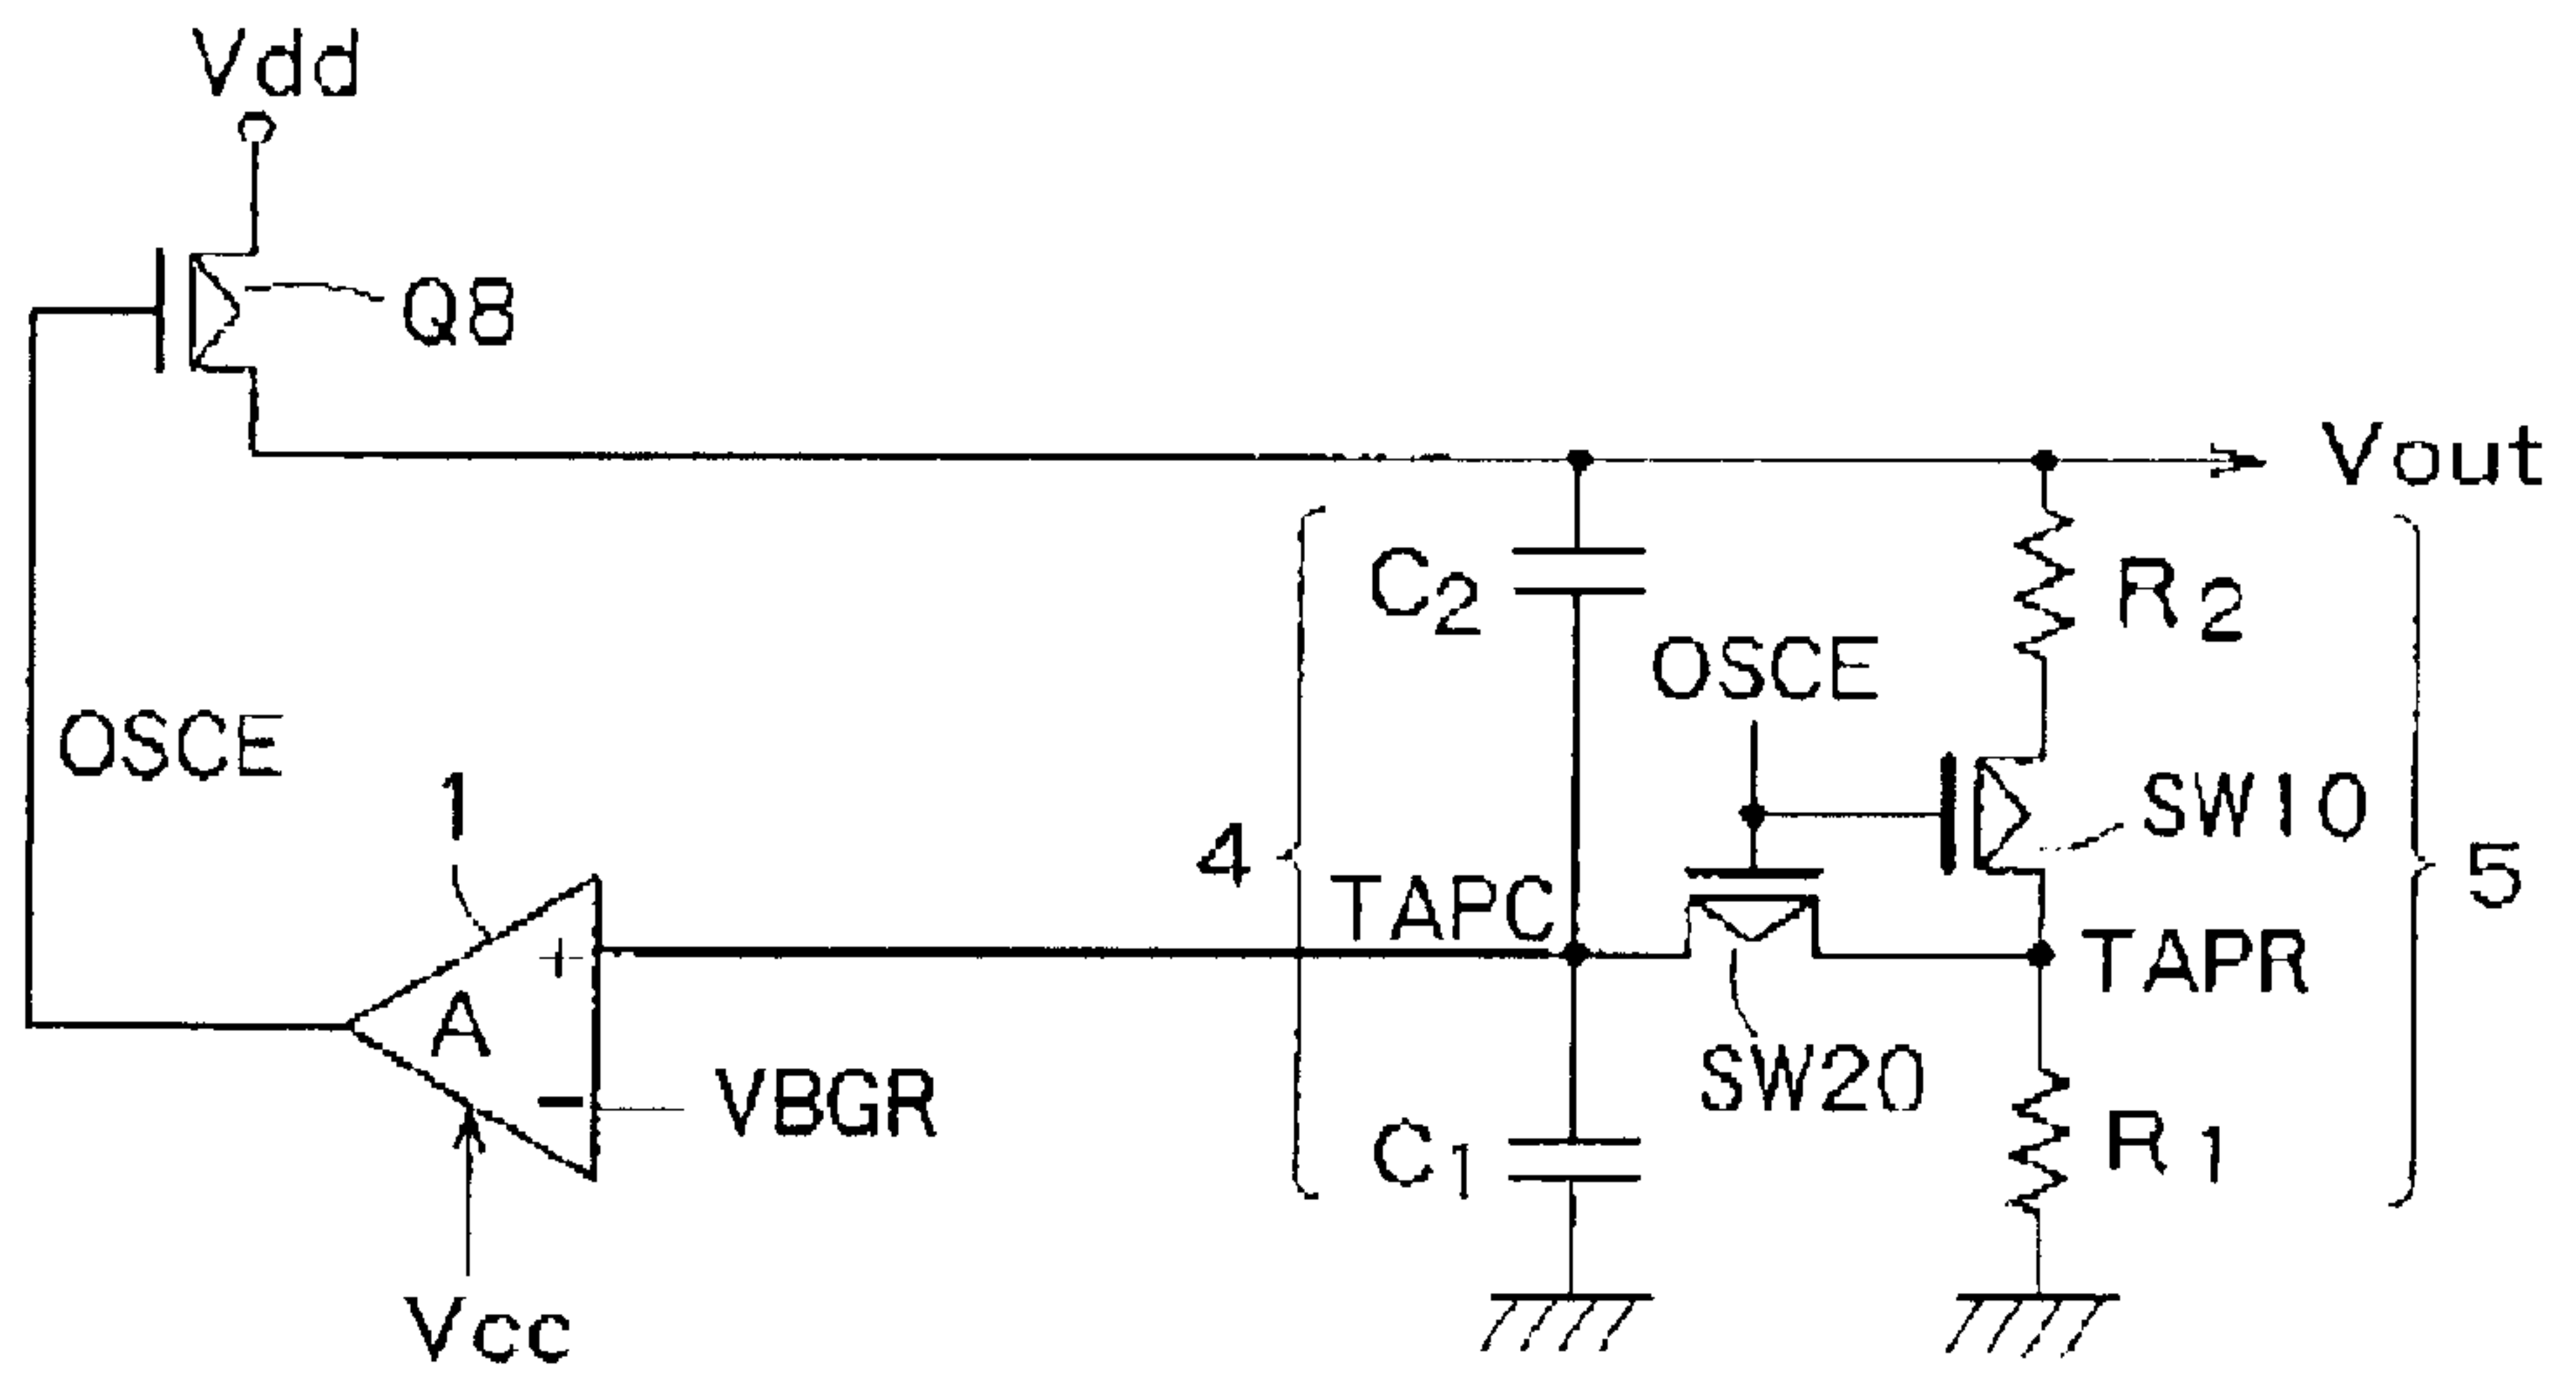 Vdd
Q8
Vout
C2
R2
OSCE
OSCE
1
SW10
4
TAPC
5
TAPR
+
A
SW20
−
VBGR
C1
R1
Vcc